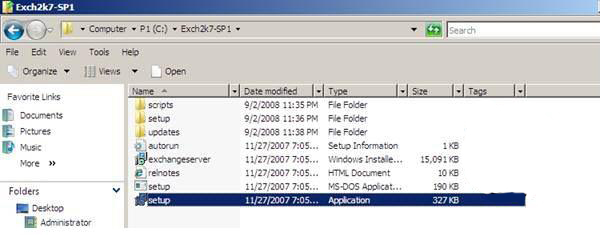 Exch2k7-SP1
Computer P1 (C:) Exch2k7-SP1 Search
File Edit View Tools Help
Organize Views Open
Favorite Links Name Date modified Type Size Tags
scripts 9/2/2008 11:35 PM File Folder
Documents setup 9/2/2008 11:36 PM File Folder
Pictures updates 9/2/2008 11:38 PM File Folder
Music autorun 11/27/2007 7:05... Setup Information 1 KB
More exchangeserver 11/27/2007 7:05... Windows Installe... 15,091 KB
relnotes 11/27/2007 7:05... HTML Document 10 KB
Folders setup 11/27/2007 7:05... MS-DOS Applicat... 190 KB
Desktop setup 11/27/2007 7:05... Application 327 KB
Administrator